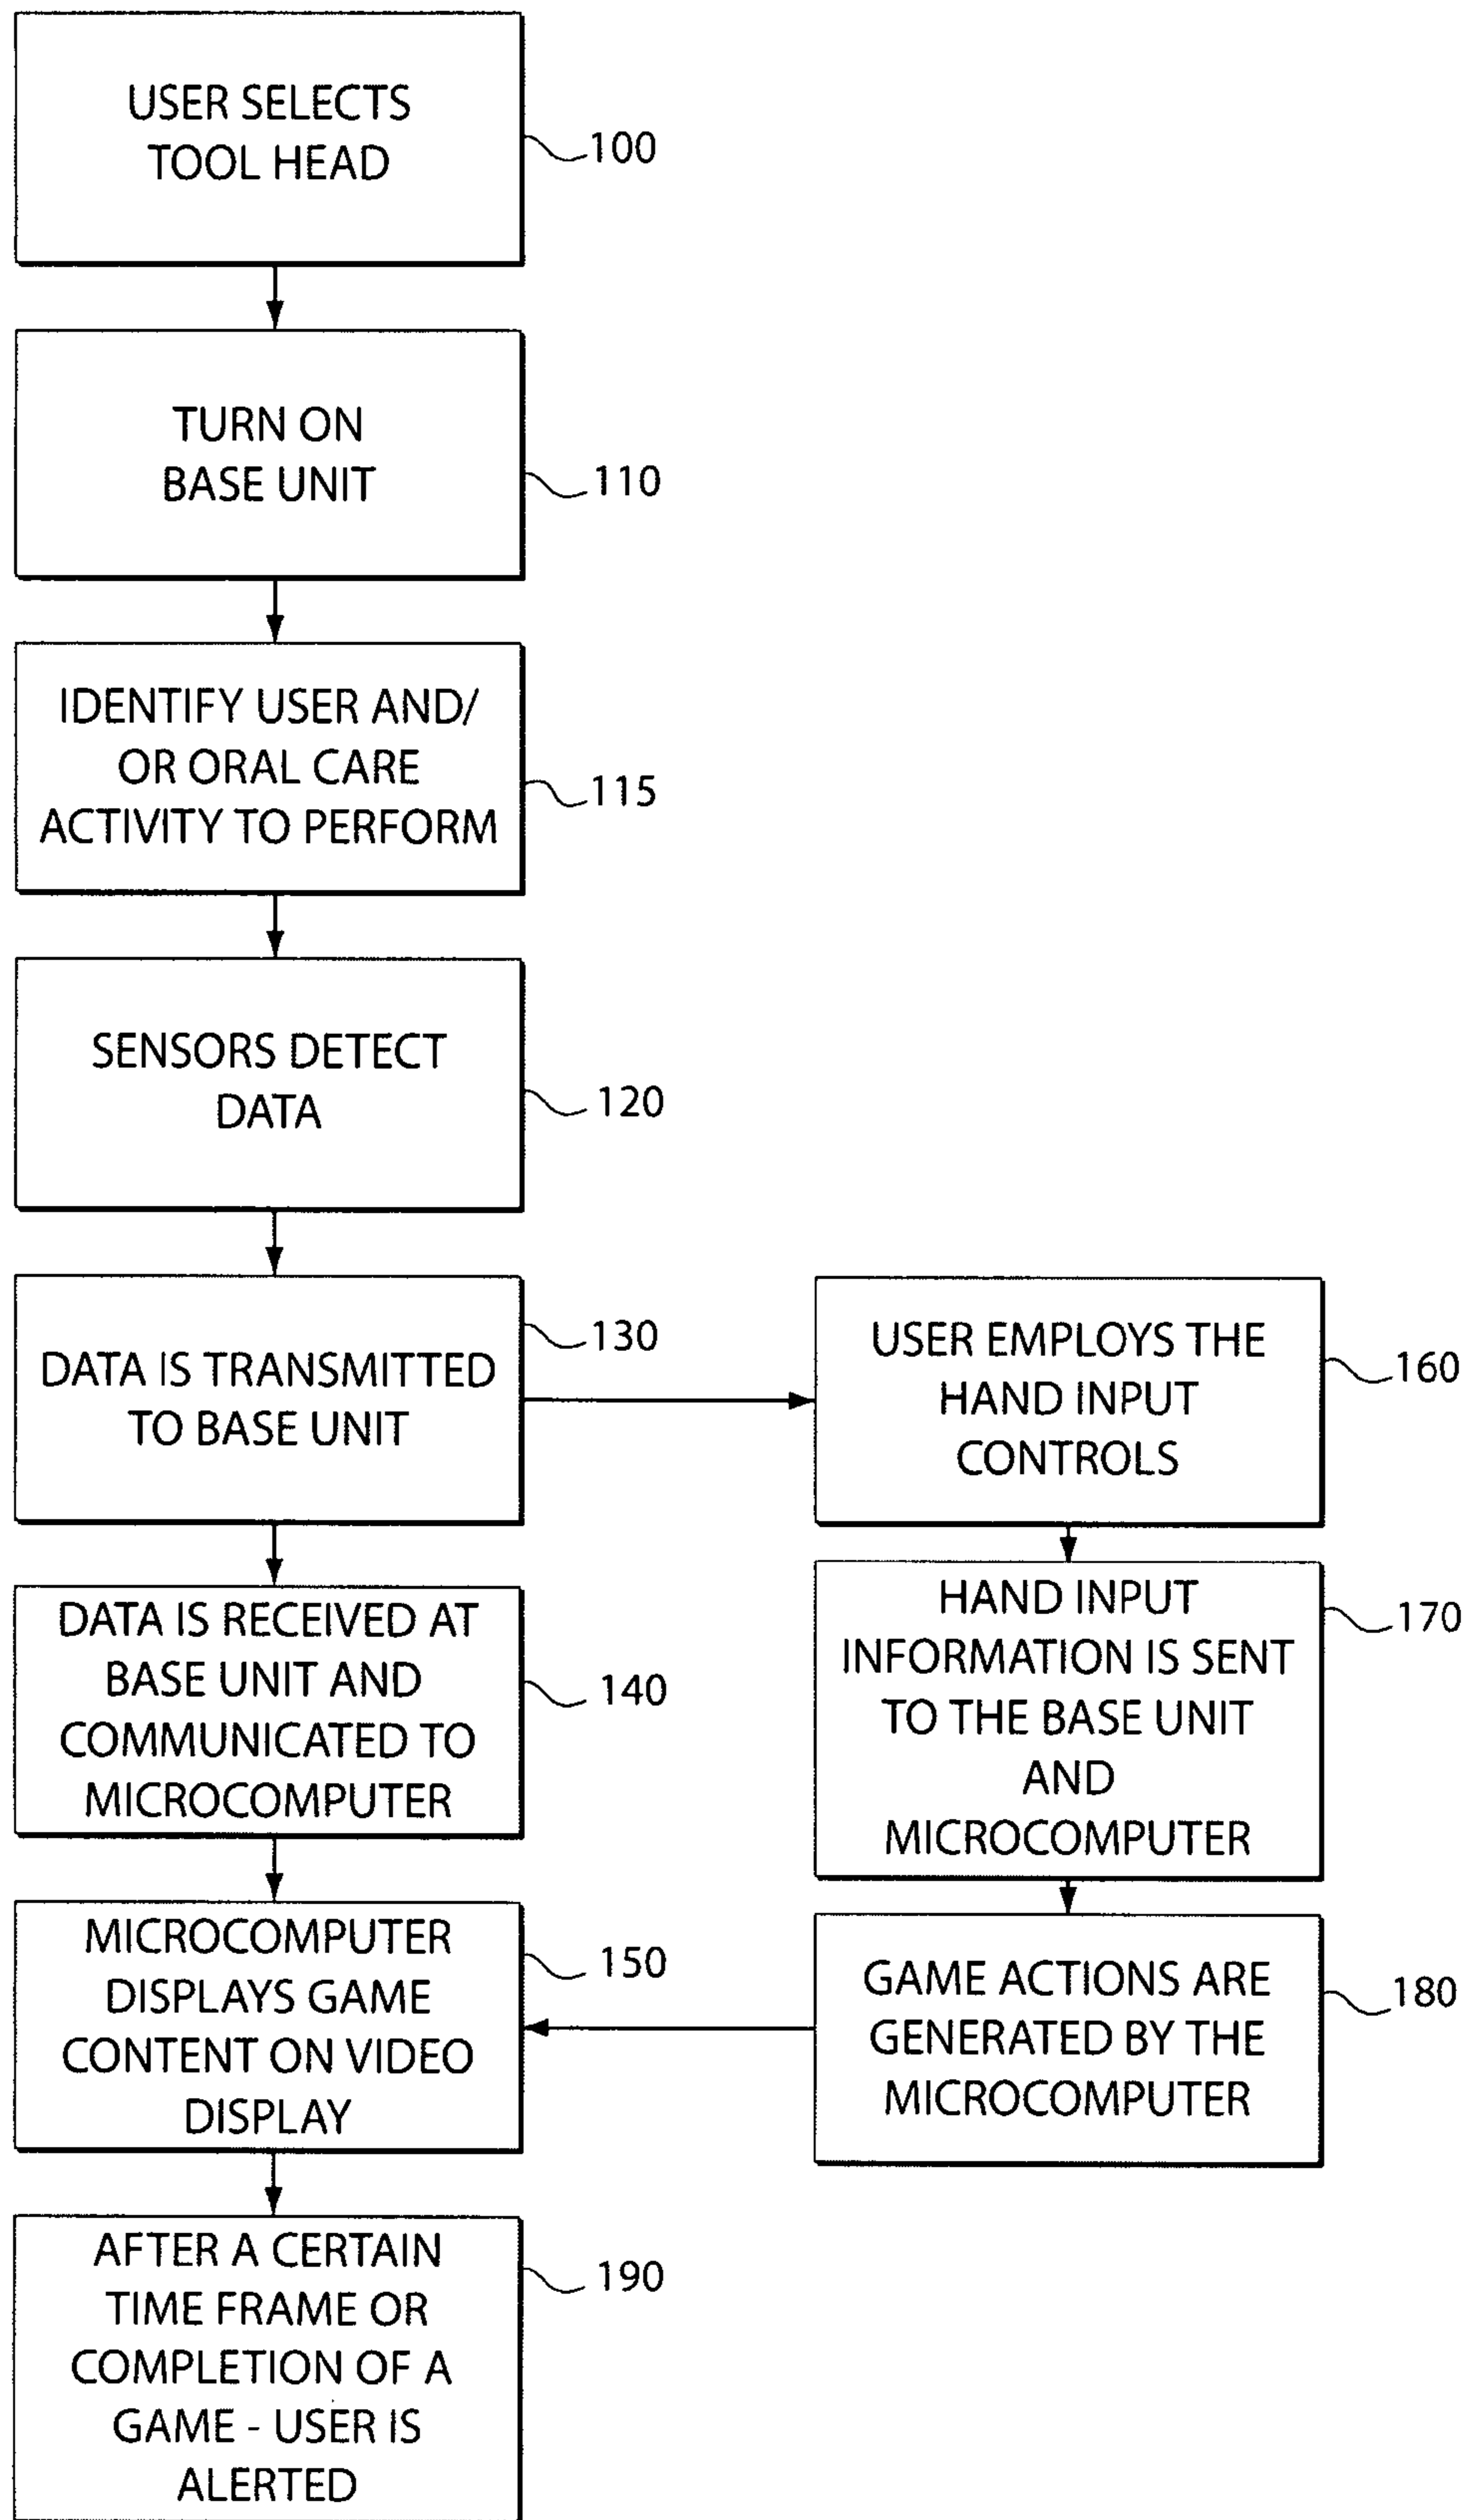 USER SELECTS
TOOL HEAD
100
TURN ON
BASE UNIT
110
IDENTIFY USER AND/
OR ORAL CARE
ACTIVITY TO PERFORM
115
SENSORS DETECT
DATA
120
DATA IS TRANSMITTED
TO BASE UNIT
130
USER EMPLOYS THE
HAND INPUT
CONTROLS
160
DATA IS RECEIVED AT
BASE UNIT AND
COMMUNICATED TO
MICROCOMPUTER
140
HAND INPUT
INFORMATION IS SENT
TO THE BASE UNIT
AND
MICROCOMPUTER
170
MICROCOMPUTER
DISPLAYS GAME
CONTENT ON VIDEO
DISPLAY
150
GAME ACTIONS ARE
GENERATED BY THE
MICROCOMPUTER
180
AFTER A CERTAIN
TIME FRAME OR
COMPLETION OF A
GAME - USER IS
ALERTED
190